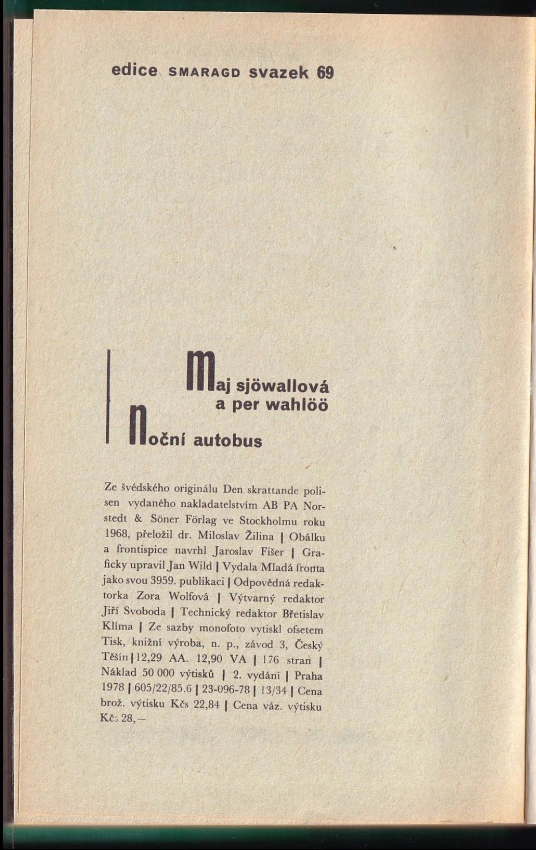 edice SMARAGD svazek 69
Maj sjöwallová
a per wahlöö
Noční autobus
Ze švédského originálu Den skrattande poli-
sen vydaného nakladatelstvím AB PA Nor-
stedt & Söner Förlag ve Stockholmu roku
1968, přeložil dr. Miloslav Žilina | Obálku
a frontispice navrhl Jaroslav Fišer | Gra-
ficky upravil Jan Wild | Vydala Mladá fronta
jako svou 3959. publikaci | Odpovědná redak-
torka Zora Wolfová | Výtvarný redaktor
Jiří Svoboda | Technický redaktor Břetislav
Klíma | Ze sazby monofoto vytiskl ofsetem
Tisk, knižní výroba, n. p., závod 3, Český
Těšín | 12,29 AA. 12,90 VA | 176 stran |
Náklad 50 000 výtisků | 2. vydání | Praha
1978 | 605/22/85.6 | 23-096-78 | 13/34 | Cena
brož. výtisku Kčs 22,84 | Cena váz. výtisku
Kčs 28,—